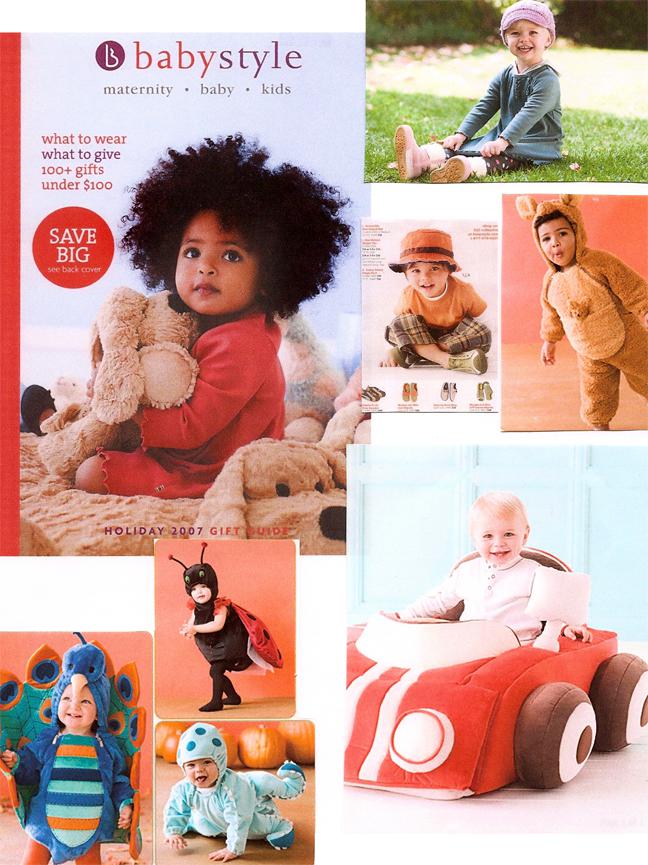 babystyle
maternity • baby • kids
what to wear
what to give
100+ gifts
under $100
SAVE
BIG
see back cover
HOLIDAY 2007 GIFT GUIDE